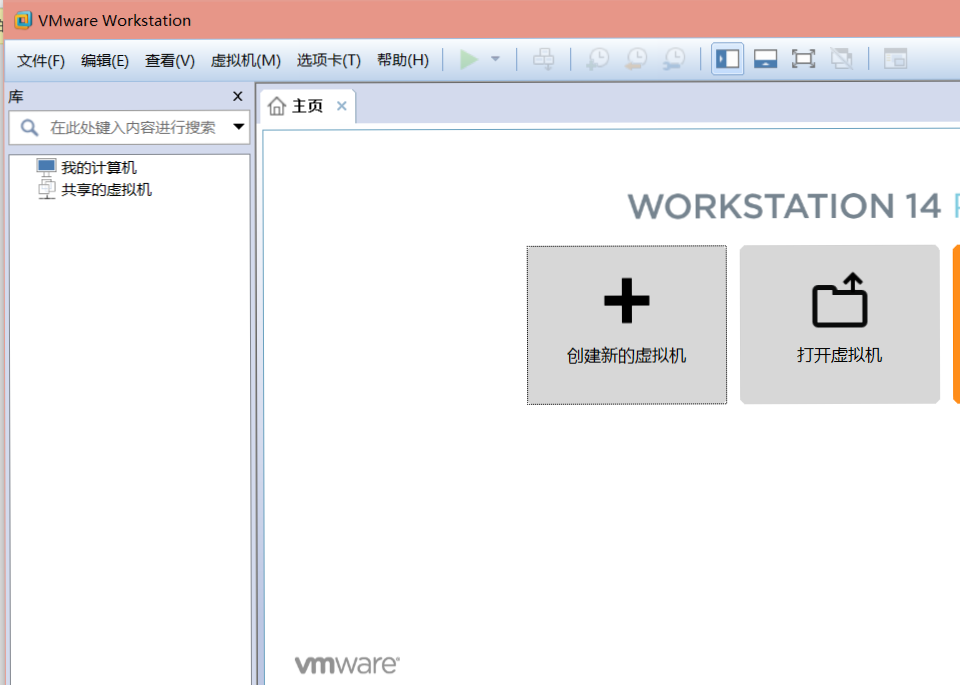 VMware Workstation
文件(F) 编辑(E) 查看(V) 虚拟机(M) 选项卡(T) 帮助(H)
库
主页
在此处键入内容进行搜索
我的计算机
共享的虚拟机
WORKSTATION 14
创建新的虚拟机
打开虚拟机
vmware